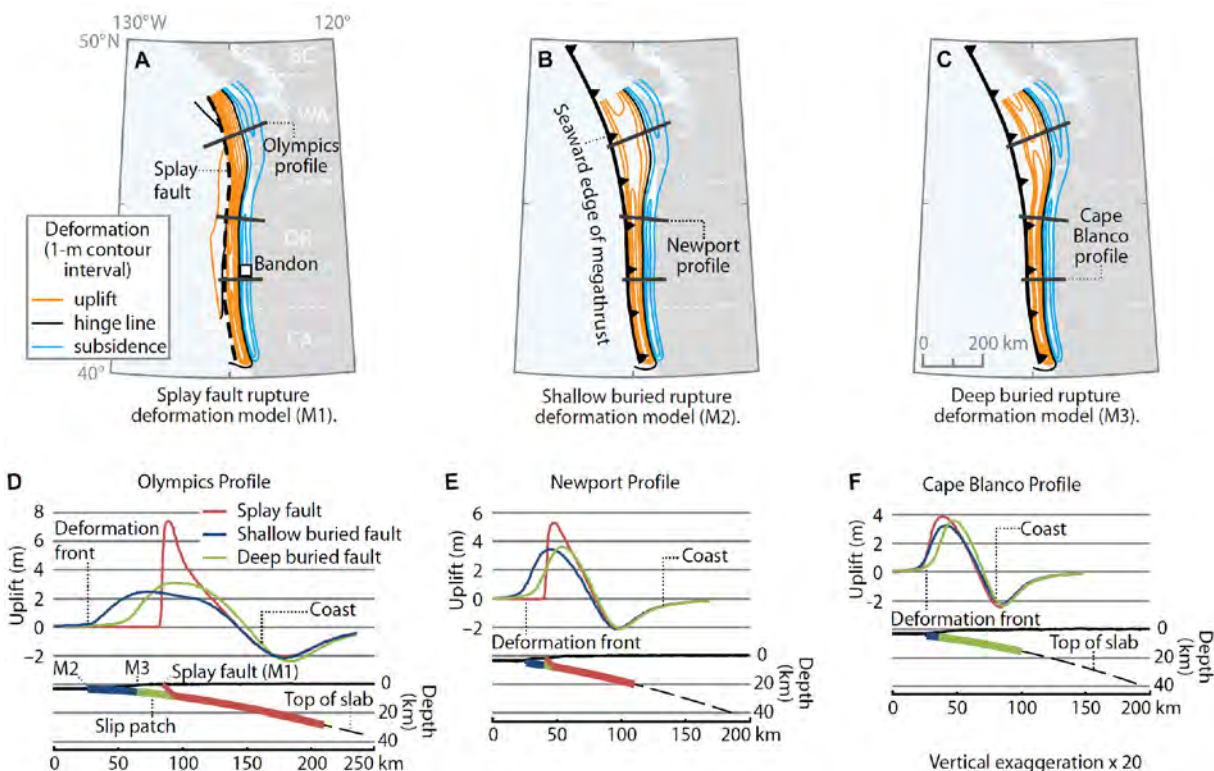 130°W
120°
50°N
A
BC
WA
Olympics
profile
Splay
fault
OR
Bandon
CA
40°
Deformation
(1-m contour
interval)
uplift
hinge line
subsidence
Splay fault rupture
deformation model (M1).
B
Seaward edge of megathrust
Newport
profile
Shallow buried rupture
deformation model (M2).
C
Cape
Blanco
profile
0 200 km
Deep buried rupture
deformation model (M3).
D
Olympics Profile
8
6
4
2
0
−2
Uplift (m)
Deformation
front
Splay fault
Shallow buried fault
Deep buried fault
Coast
M2
M3
Splay fault (M1)
Top of slab
Slip patch
0
20
40
Depth
(km)
0 50 100 150 200 250 km
E
Newport Profile
6
4
2
0
−2
Uplift (m)
Coast
Deformation front
0
20
40
Depth
(km)
0 50 100 150 200 km
F
Cape Blanco Profile
4
2
0
−2
Uplift (m)
Coast
Deformation front
Top of slab
0
20
40
Depth
(km)
0 50 100 150 200 km
Vertical exaggeration x 20